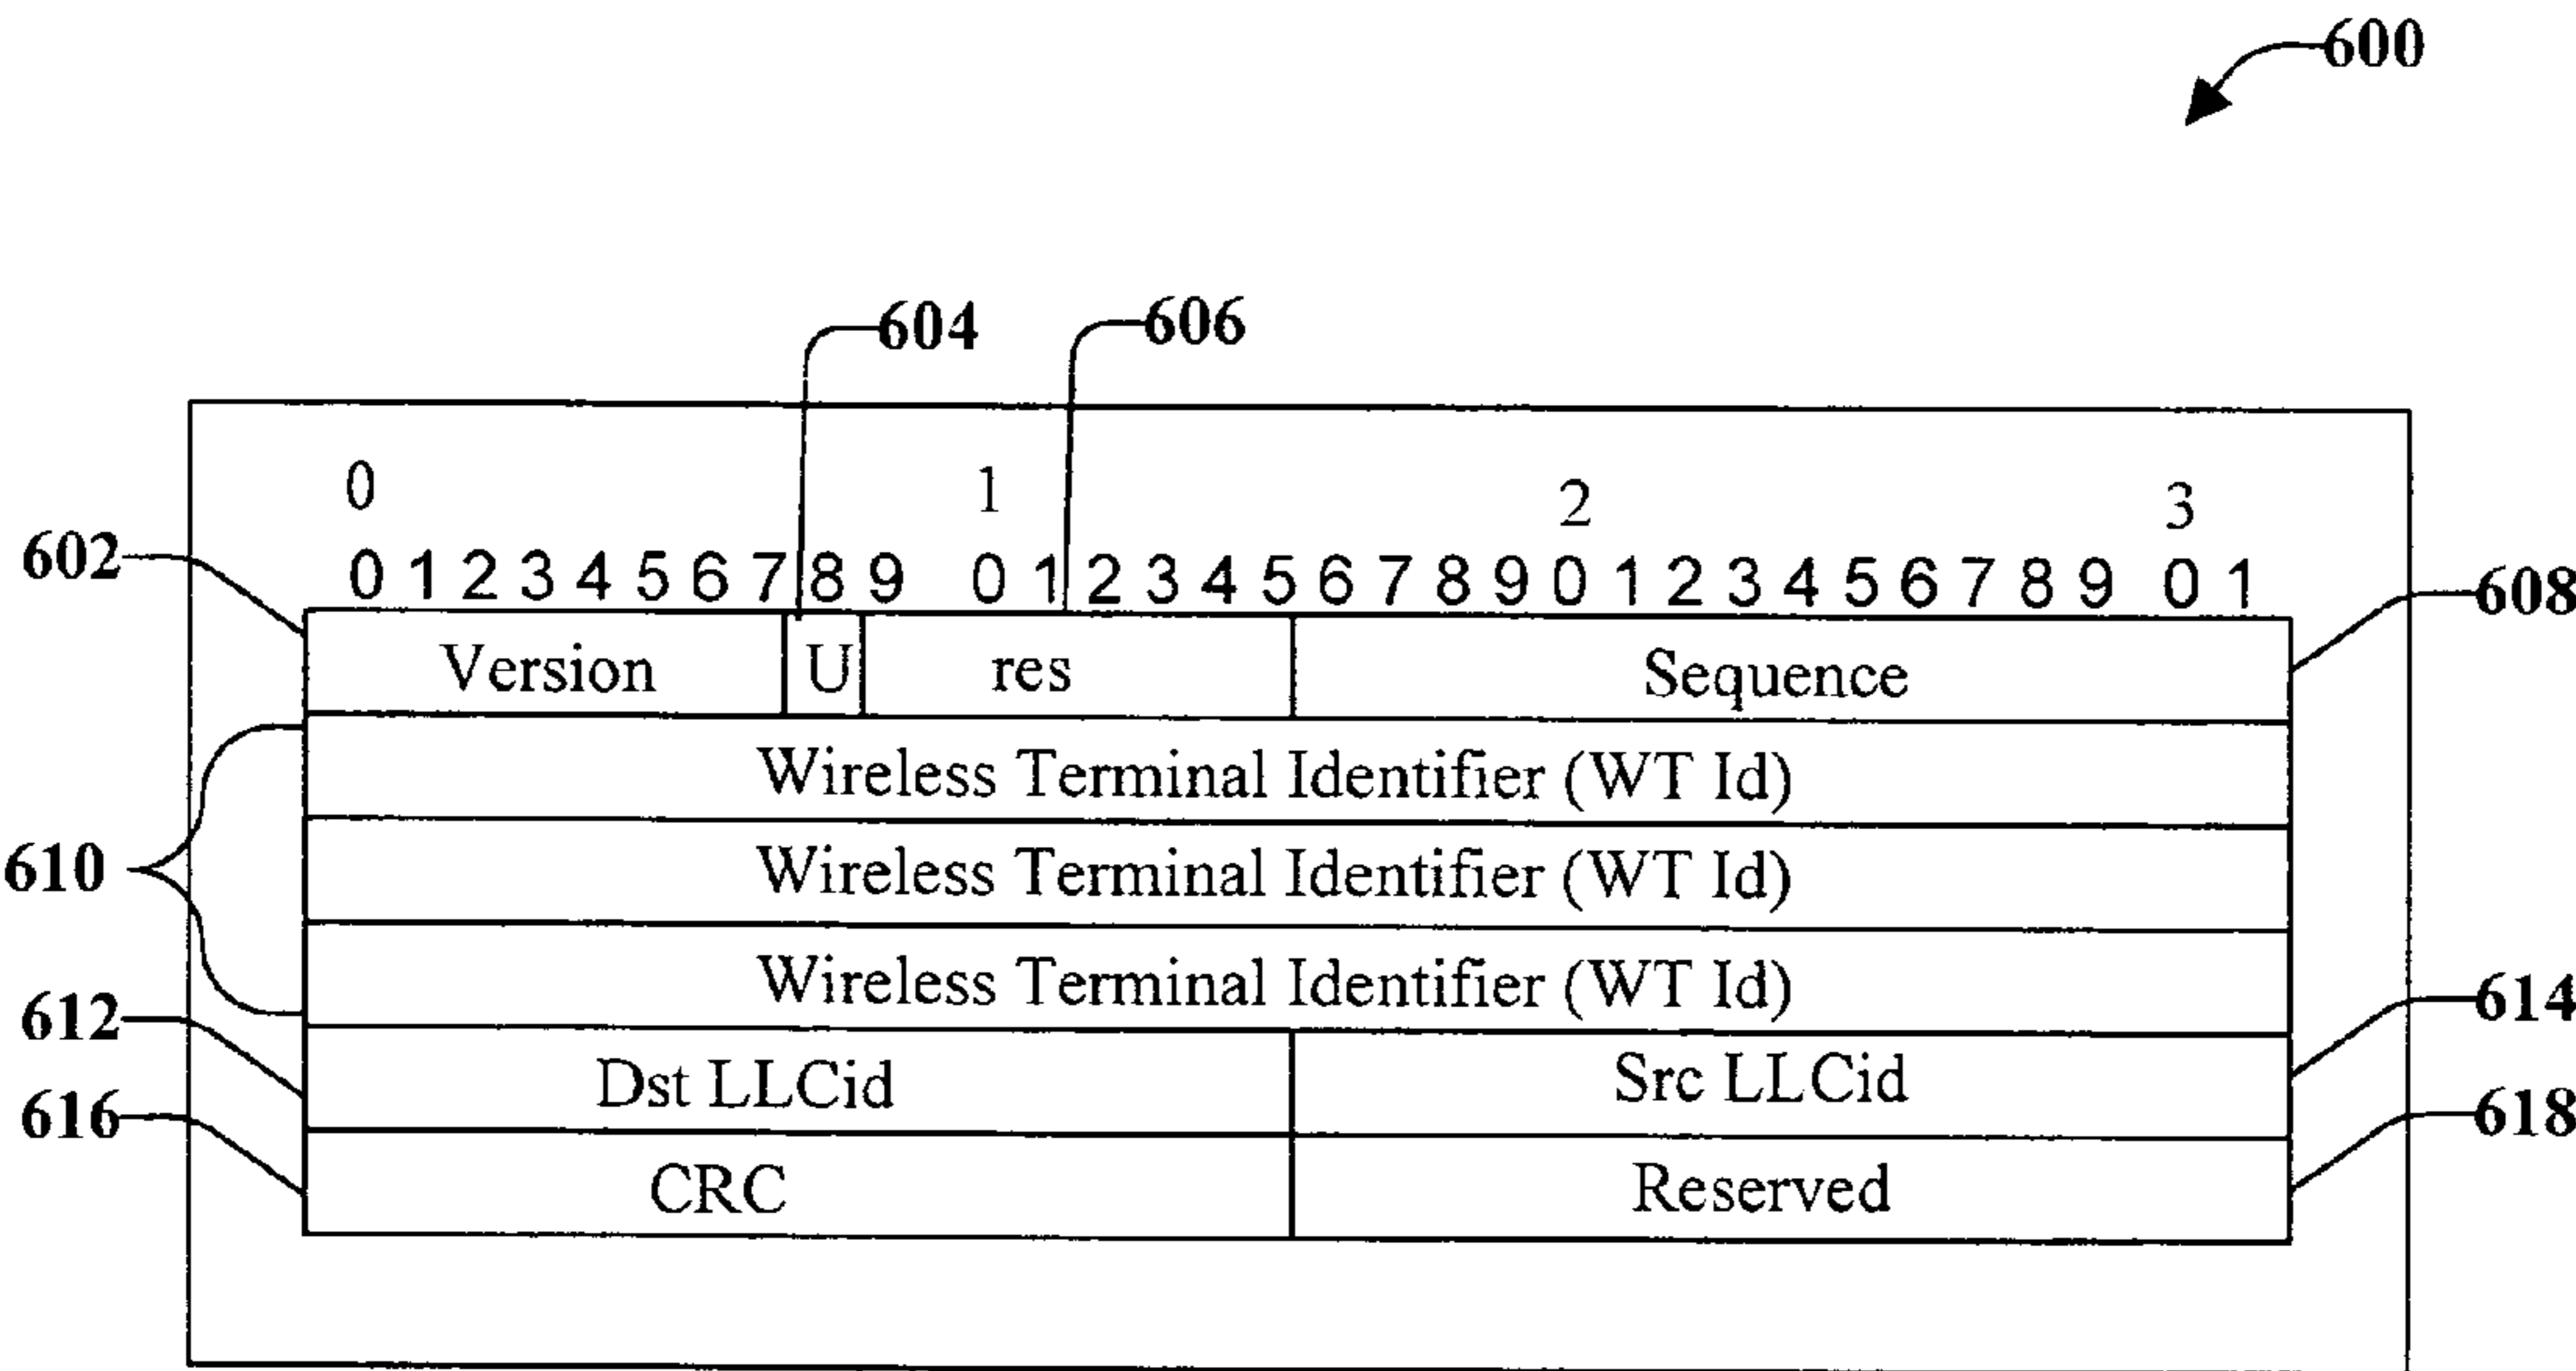 600
604 606
0 1 2 3
602 0 1 2 3 4 5 6 7 8 9 0 1 2 3 4 5 6 7 8 9 0 1 2 3 4 5 6 7 8 9 0 1 608
Version U res Sequence
Wireless Terminal Identifier (WT Id)
610 Wireless Terminal Identifier (WT Id)
Wireless Terminal Identifier (WT Id)
612 614
Dst LLCid Src LLCid
616 618
CRC Reserved